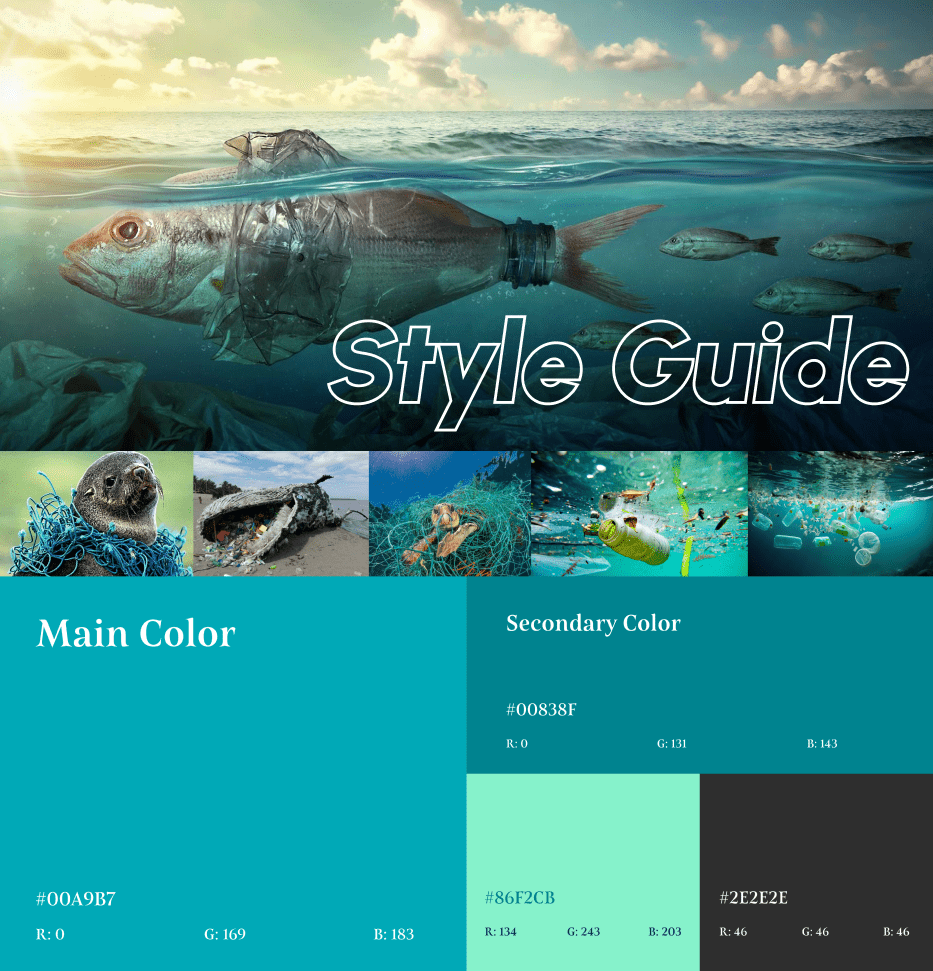 Style Guide
Main Color
#00A9B7
R: 0 G: 169 B: 183
Secondary Color
#00838F
R: 0 G: 131 B: 143
#86F2CB
R: 134 G: 243 B: 203
#2E2E2E
R: 46 G: 46 B: 46